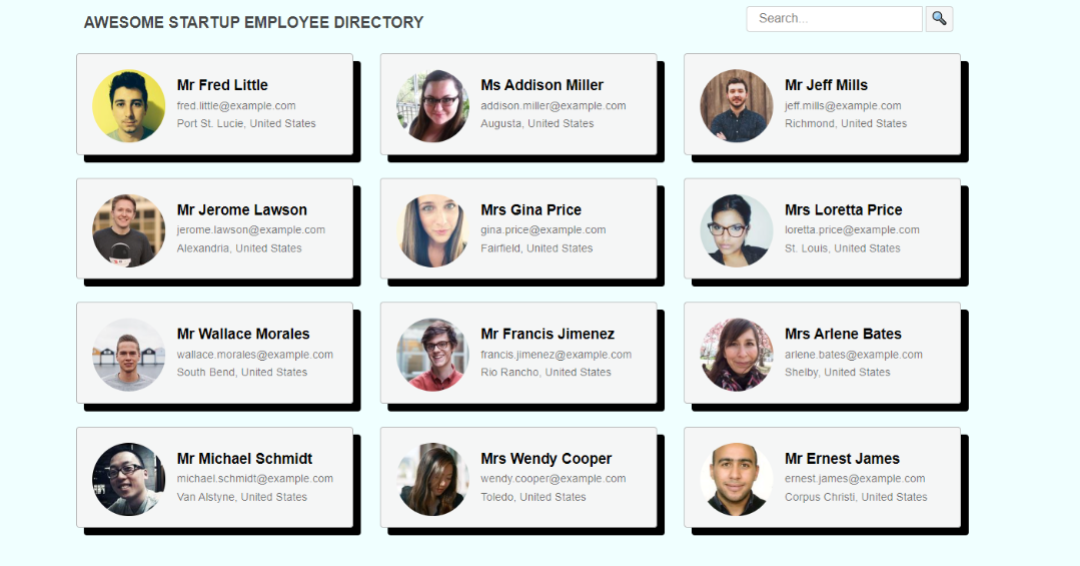 AWESOME STARTUP EMPLOYEE DIRECTORY
Search...
Mr Fred Little
fred.little@example.com
Port St. Lucie, United States
Ms Addison Miller
addison.miller@example.com
Augusta, United States
Mr Jeff Mills
jeff.mills@example.com
Richmond, United States
Mr Jerome Lawson
jerome.lawson@example.com
Alexandria, United States
Mrs Gina Price
gina.price@example.com
Fairfield, United States
Mrs Loretta Price
loretta.price@example.com
St. Louis, United States
Mr Wallace Morales
wallace.morales@example.com
South Bend, United States
Mr Francis Jimenez
francis.jimenez@example.com
Rio Rancho, United States
Mrs Arlene Bates
arlene.bates@example.com
Shelby, United States
Mr Michael Schmidt
michael.schmidt@example.com
Van Alstyne, United States
Mrs Wendy Cooper
wendy.cooper@example.com
Toledo, United States
Mr Ernest James
ernest.james@example.com
Corpus Christi, United States